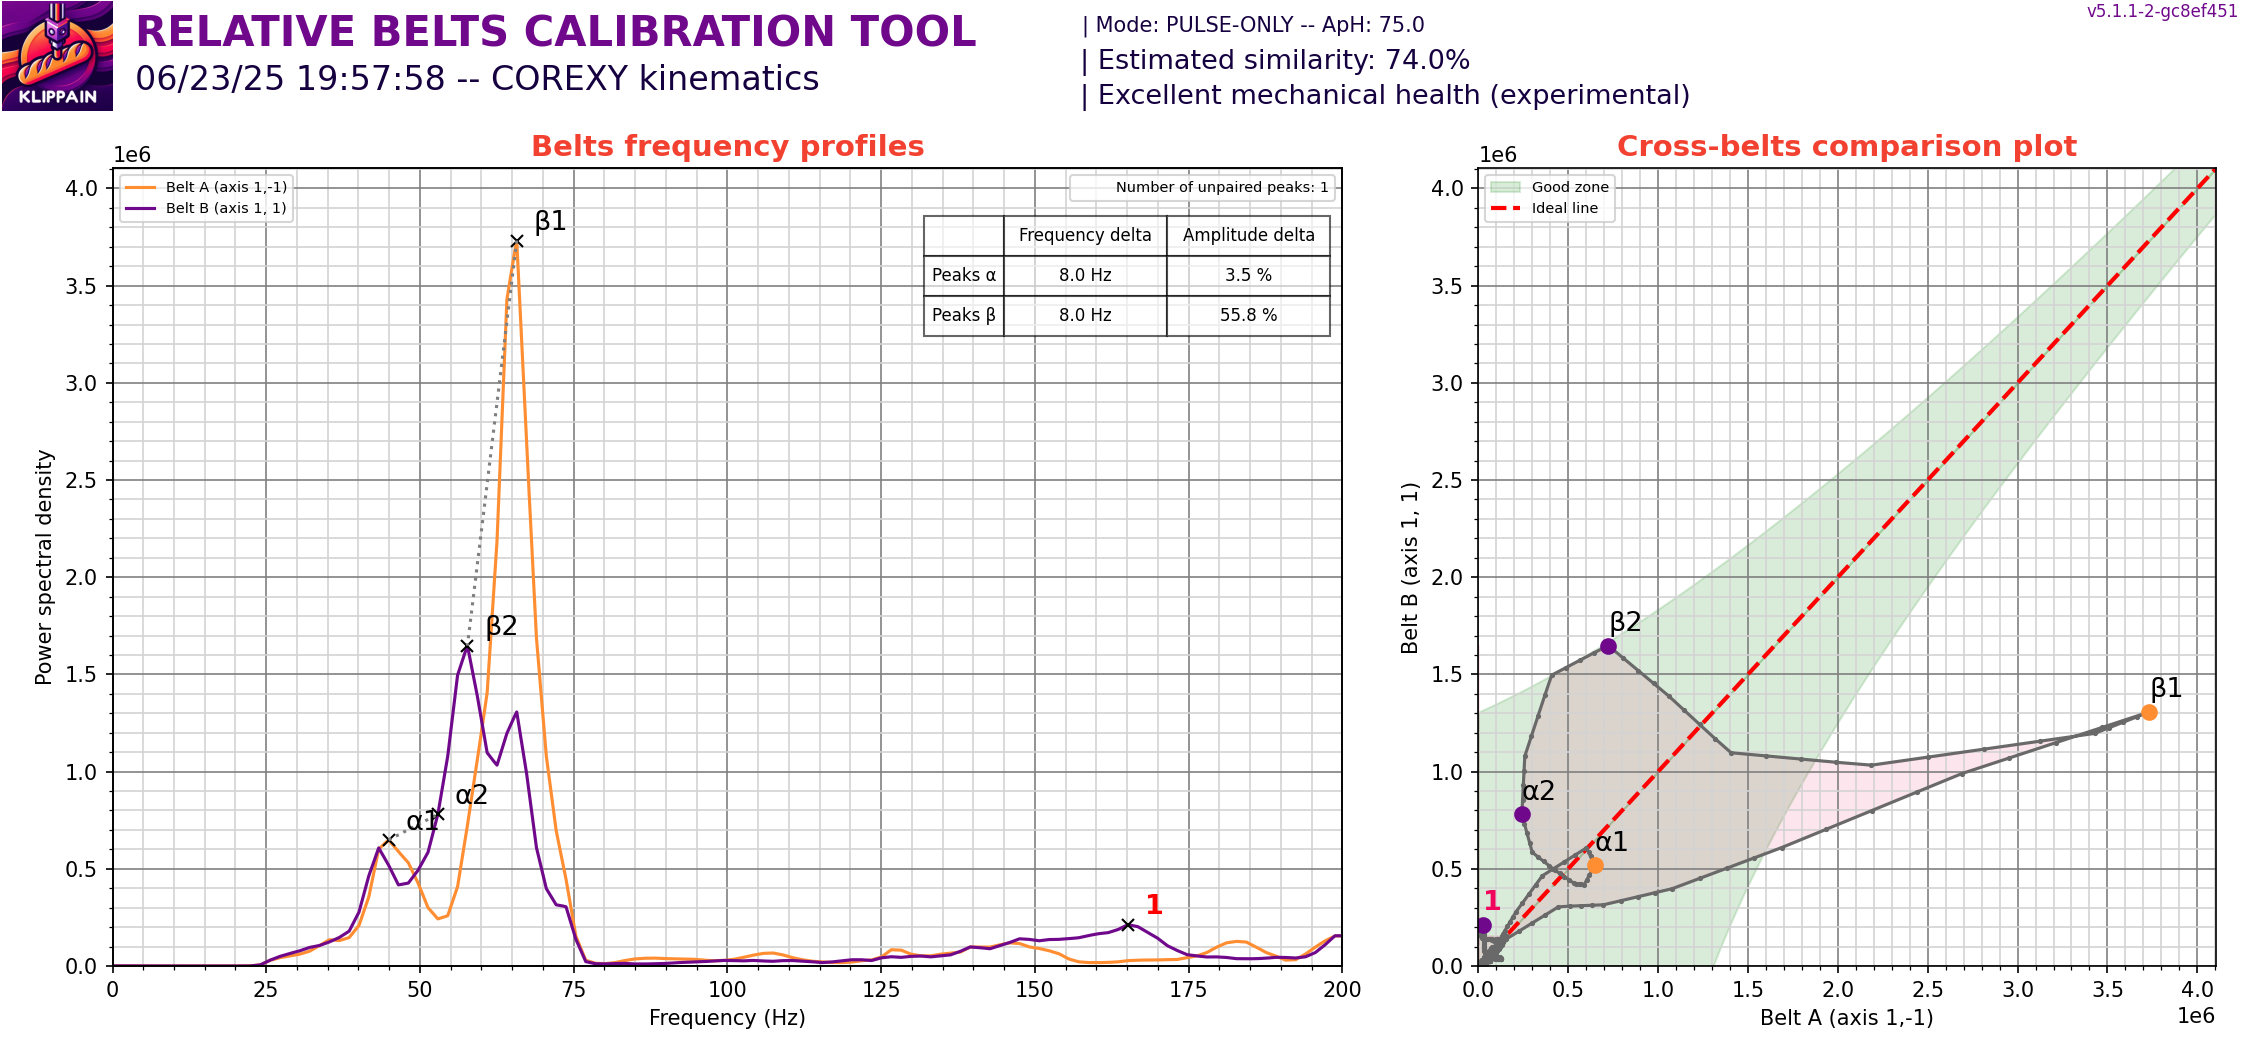 KLIPPAIN
RELATIVE BELTS CALIBRATION TOOL
06/23/25 19:57:58 -- COREXY kinematics
| Mode: PULSE-ONLY -- ApH: 75.0
| Estimated similarity: 74.0%
| Excellent mechanical health (experimental)
v5.1.1-2-gc8ef451
Belts frequency profiles
1e6
Belt A (axis 1,-1)
Belt B (axis 1, 1)
Number of unpaired peaks: 1
Frequency delta Amplitude delta
Peaks α 8.0 Hz 3.5 %
Peaks β 8.0 Hz 55.8 %
β1
β2
α2
α1
1
4.0
3.5
3.0
2.5
2.0
1.5
1.0
0.5
0.0
Power spectral density
0 25 50 75 100 125 150 175 200
Frequency (Hz)
Cross-belts comparison plot
1e6
Good zone
Ideal line
β2
β1
α2
α1
1
4.0
3.5
3.0
2.5
2.0
1.5
1.0
0.5
0.0
Belt B (axis 1, 1)
0.0 0.5 1.0 1.5 2.0 2.5 3.0 3.5 4.0
Belt A (axis 1,-1)
1e6